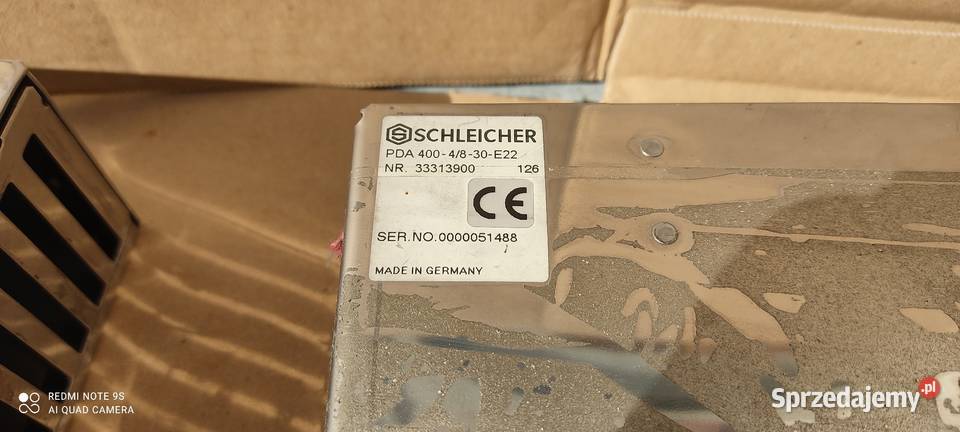 SCHLEICHER
PDA 400-4/8-30-E22
NR. 33313900 126
CE
SER.NO.0000051488
MADE IN GERMANY
REDMI NOTE 9S
AI QUAD CAMERA
Sprzedajemy.pl